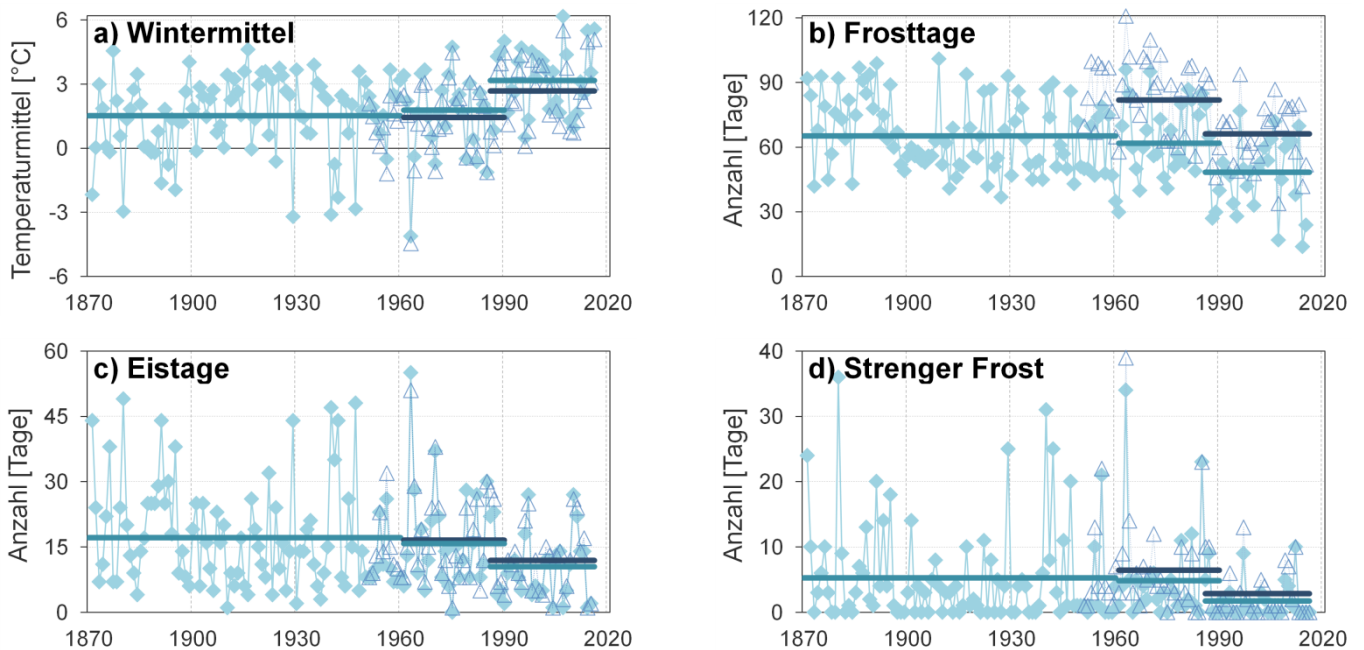 a) Wintermittel
Temperaturmittel [°C]
6
3
0
-3
-6
1870 1900 1930 1960 1990 2020
b) Frosttage
Anzahl [Tage]
120
90
60
30
0
1870 1900 1930 1960 1990 2020
c) Eistage
Anzahl [Tage]
60
45
30
15
0
1870 1900 1930 1960 1990 2020
d) Strenger Frost
Anzahl [Tage]
40
30
20
10
0
1870 1900 1930 1960 1990 2020